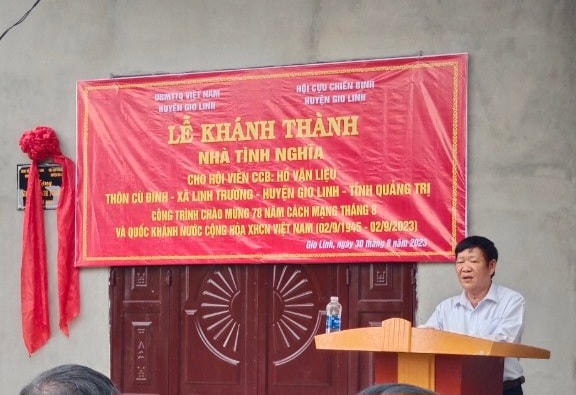 UBMTTQ VIỆT NAM
HUYỆN GIO LINH
HỘI CỰU CHIẾN BINH
HUYỆN GIO LINH
LỄ KHÁNH THÀNH
NHÀ TÌNH NGHĨA
CHO HỘI VIÊN CCB: HỒ VĂN LIỆU
THÔN CÙ ĐINH - XÃ LINH TRƯỜNG - HUYỆN GIO LINH - TỈNH QUẢNG TRỊ
CÔNG TRÌNH CHÀO MỪNG 78 NĂM CÁCH MẠNG THÁNG 8
VÀ QUỐC KHÁNH NƯỚC CỘNG HÒA XHCN VIỆT NAM (02/9/1945 - 02/9/2023)
Gio Linh, ngày 30 tháng 8 năm 2023